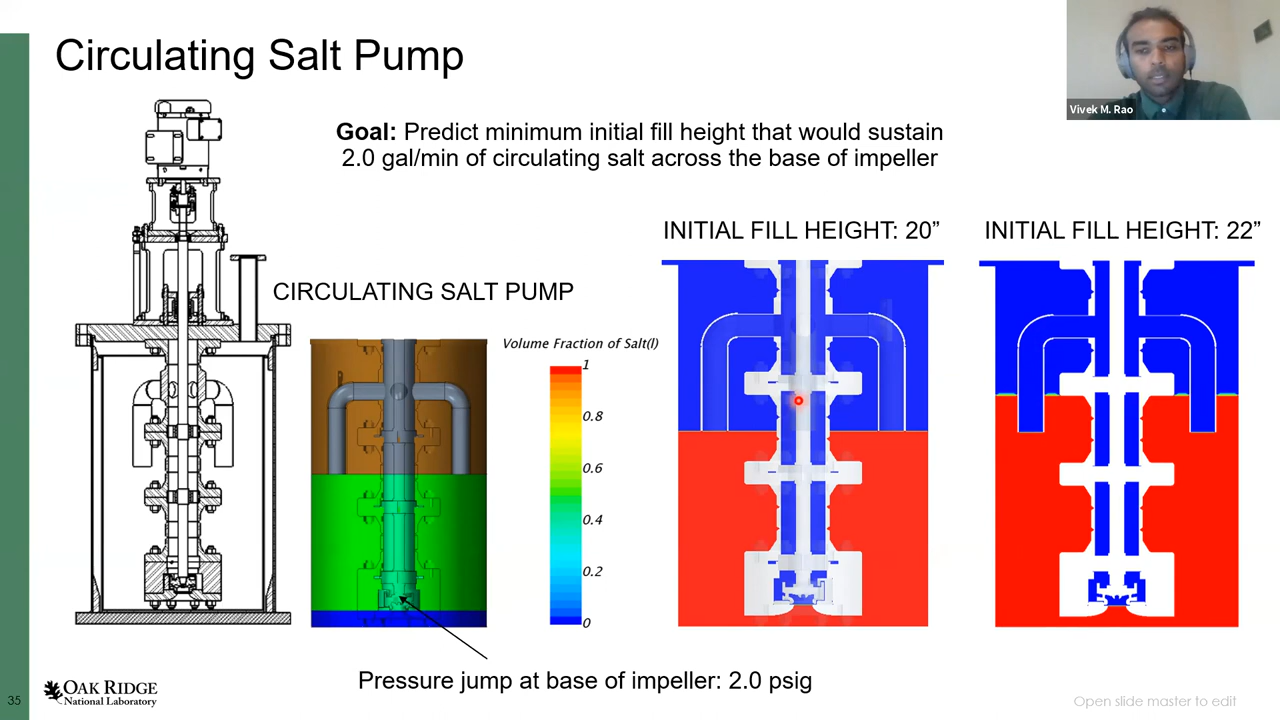 Circulating Salt Pump
Vivek M. Rao
Goal: Predict minimum initial fill height that would sustain
2.0 gal/min of circulating salt across the base of impeller
INITIAL FILL HEIGHT: 20”
INITIAL FILL HEIGHT: 22”
CIRCULATING SALT PUMP
Volume Fraction of Salt(l)
1
0.8
0.6
0.4
0.2
0
Pressure jump at base of impeller: 2.0 psig
35
OAK RIDGE
National Laboratory
Open slide master to edit